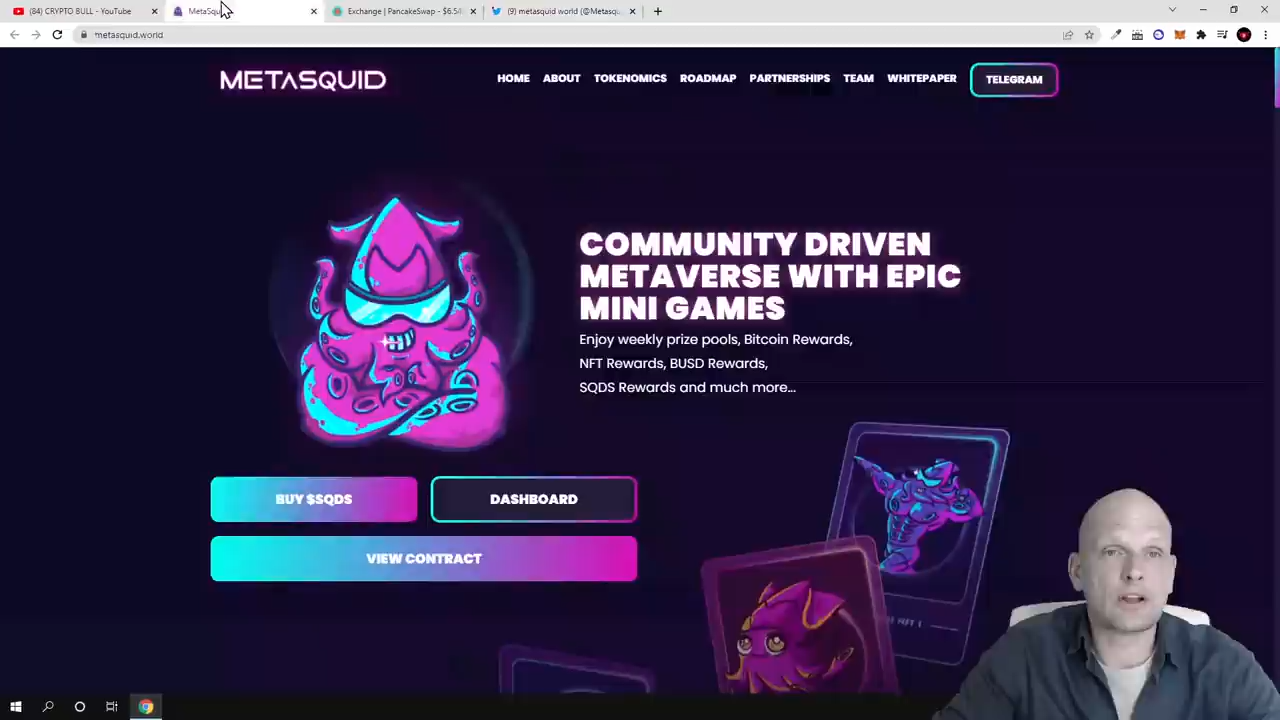 (84) CRYPTO BULL - YouTube
Exchange | PancakeSwap - $6.54
(9) metasquid world (@Metasqu
metasquid.world
METASQUID
HOME
ABOUT
TOKENOMICS
ROADMAP
PARTNERSHIPS
TEAM
WHITEPAPER
TELEGRAM
COMMUNITY DRIVEN
METAVERSE WITH EPIC
MINI GAMES
Enjoy weekly prize pools, Bitcoin Rewards,
NFT Rewards, BUSD Rewards,
SQDS Rewards and much more...
BUY $SQDS
DASHBOARD
VIEW CONTRACT